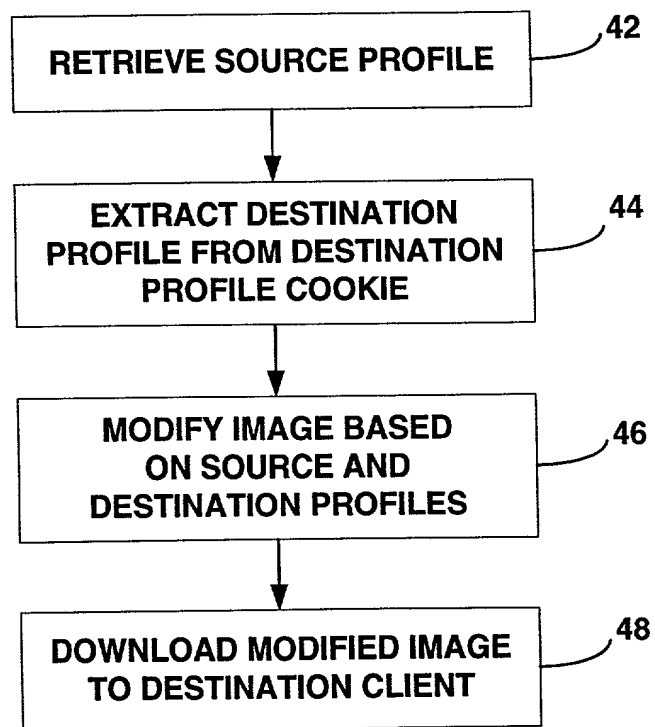 42
RETRIEVE SOURCE PROFILE
44
EXTRACT DESTINATION
PROFILE FROM DESTINATION
PROFILE COOKIE
46
MODIFY IMAGE BASED
ON SOURCE AND
DESTINATION PROFILES
48
DOWNLOAD MODIFIED IMAGE
TO DESTINATION CLIENT